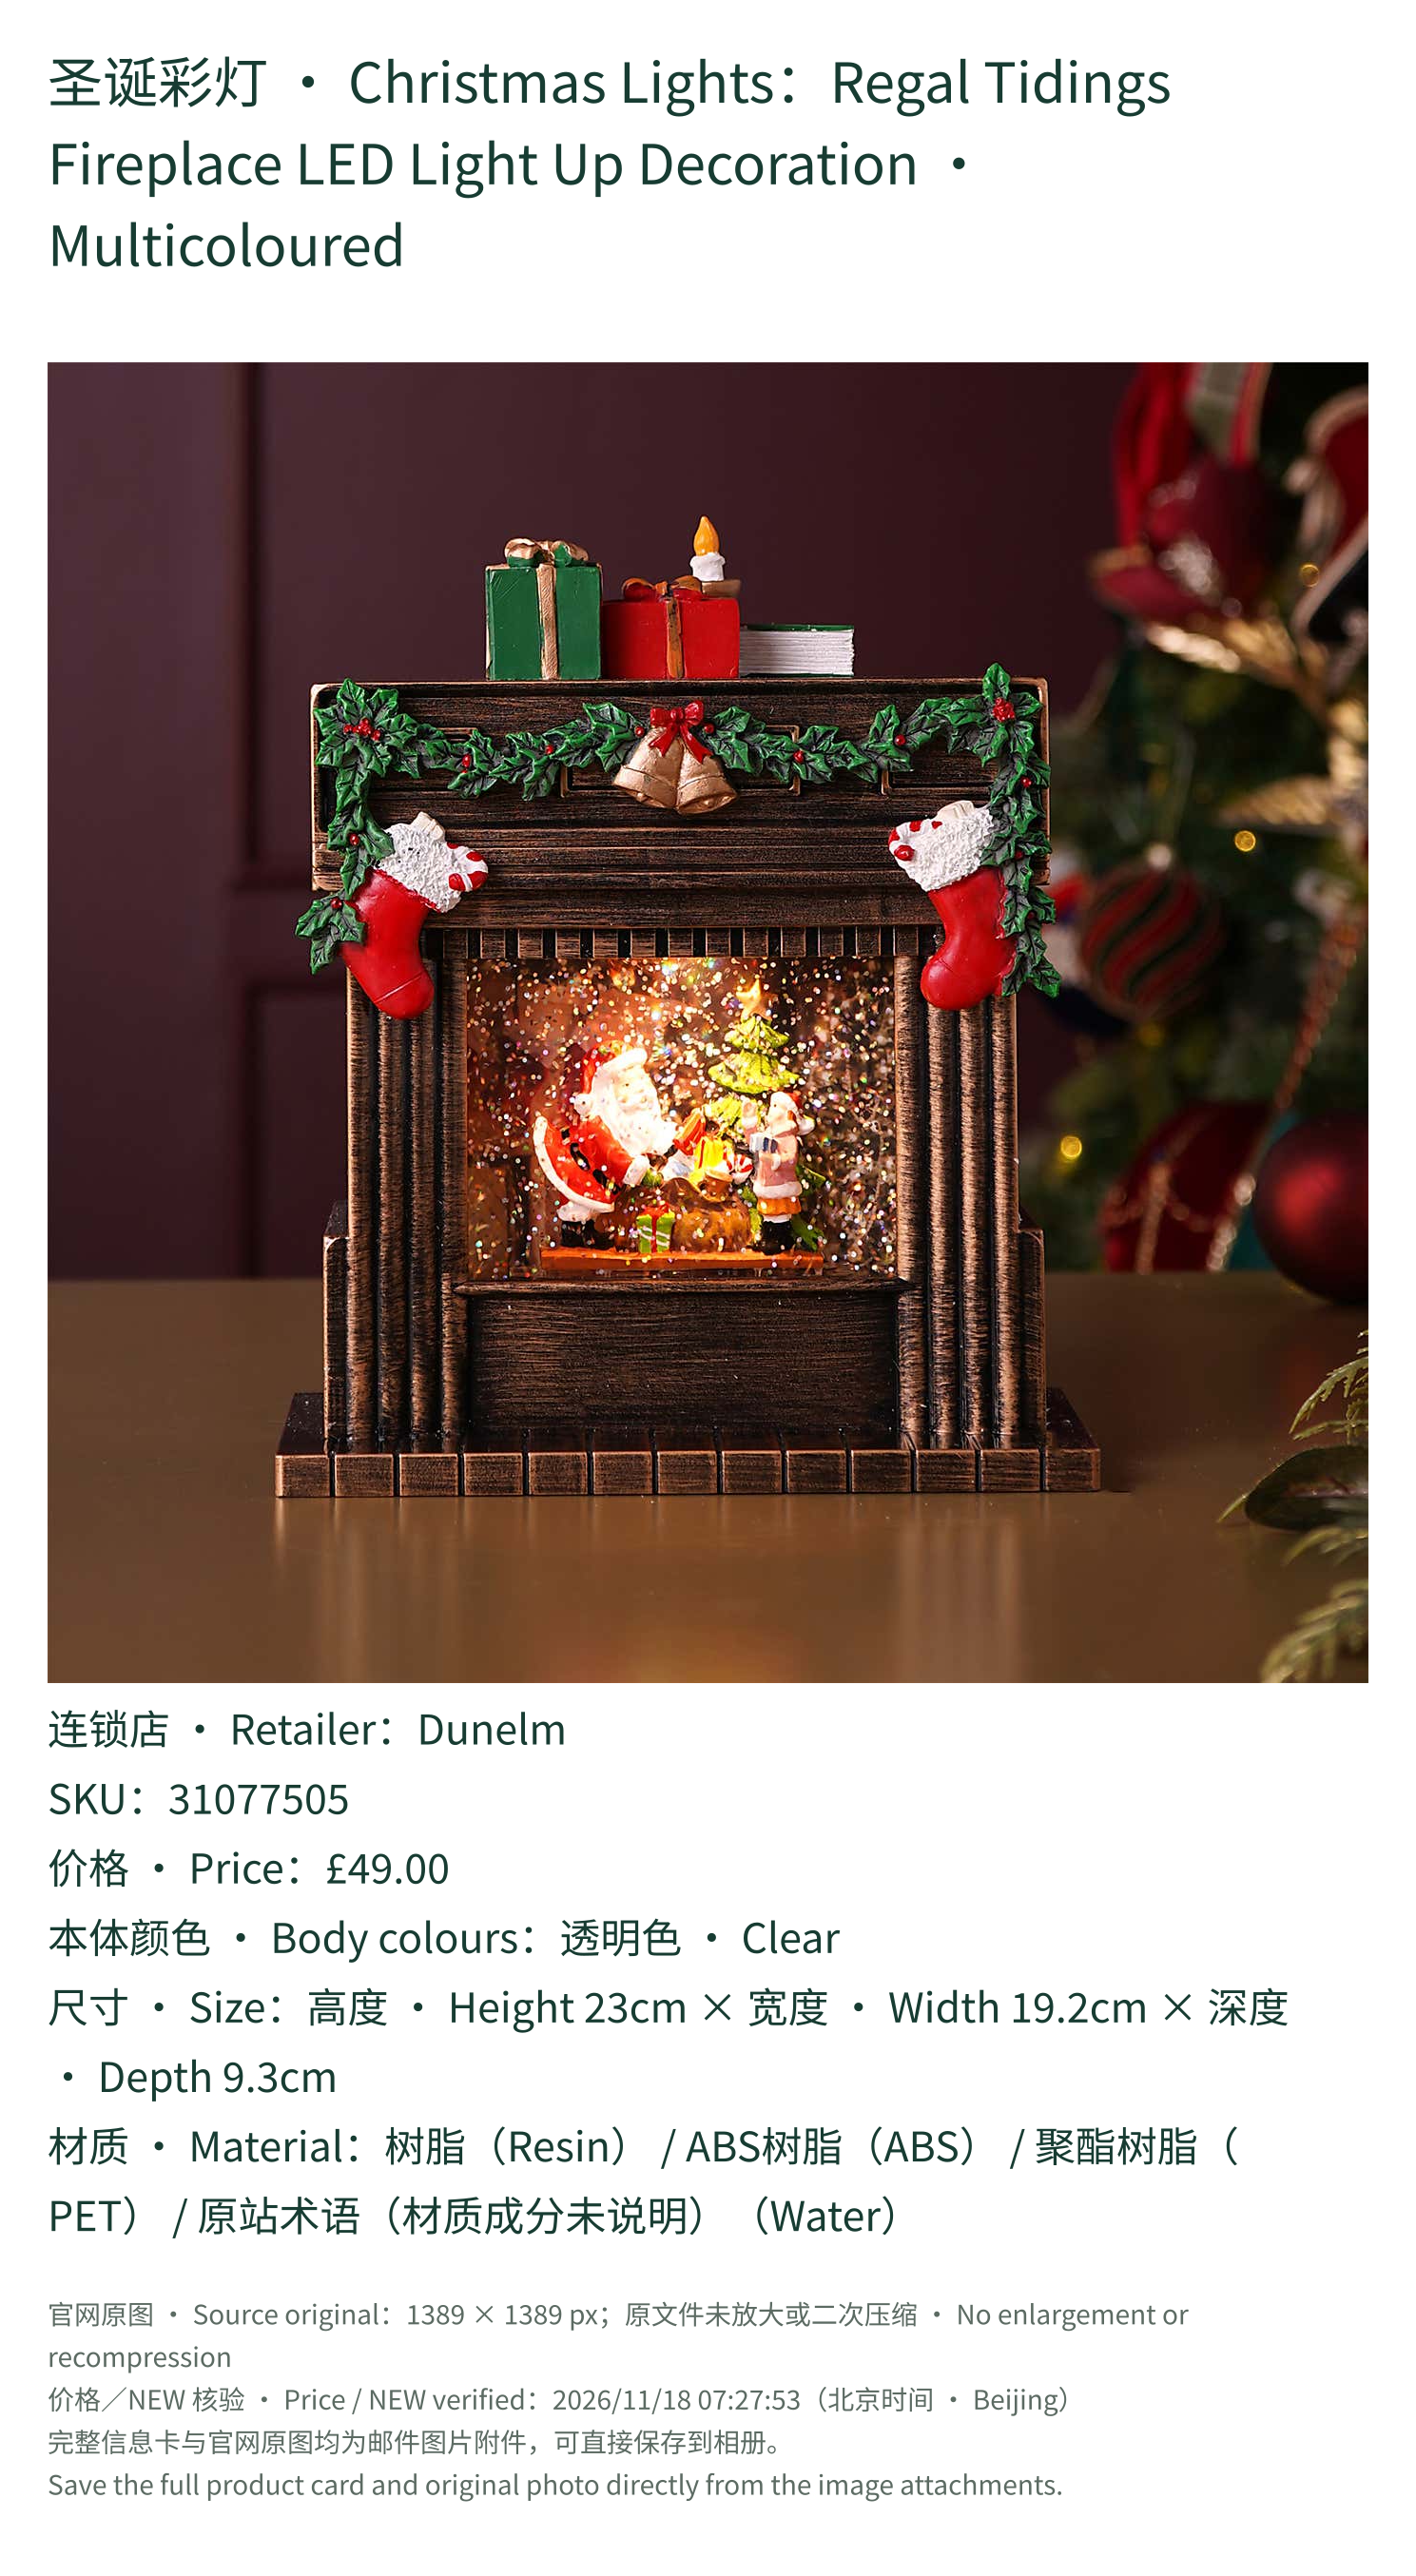 圣诞彩灯 · Christmas Lights：Regal Tidings
Fireplace LED Light Up Decoration ·
Multicoloured
连锁店 · Retailer：Dunelm
SKU：31077505
价格 · Price：£49.00
本体颜色 · Body colours：透明色 · Clear
尺寸 · Size：高度 · Height 23cm × 宽度 · Width 19.2cm × 深度
· Depth 9.3cm
材质 · Material：树脂（Resin） / ABS树脂（ABS） / 聚酯树脂（
PET） / 原站术语（材质成分未说明）（Water）
官网原图 · Source original：1389 × 1389 px；原文件未放大或二次压缩 · No enlargement or
recompression
价格／NEW 核验 · Price / NEW verified：2026/11/18 07:27:53（北京时间 · Beijing）
完整信息卡与官网原图均为邮件图片附件，可直接保存到相册。
Save the full product card and original photo directly from the image attachments.